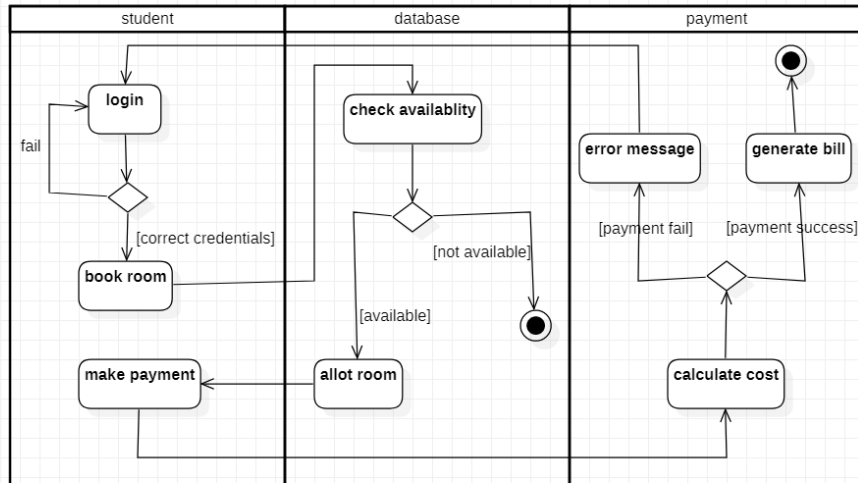 student
database
payment
login
check availablity
error message
generate bill
fail
[correct credentials]
[not available]
[payment fail]
[payment success]
book room
[available]
make payment
allot room
calculate cost